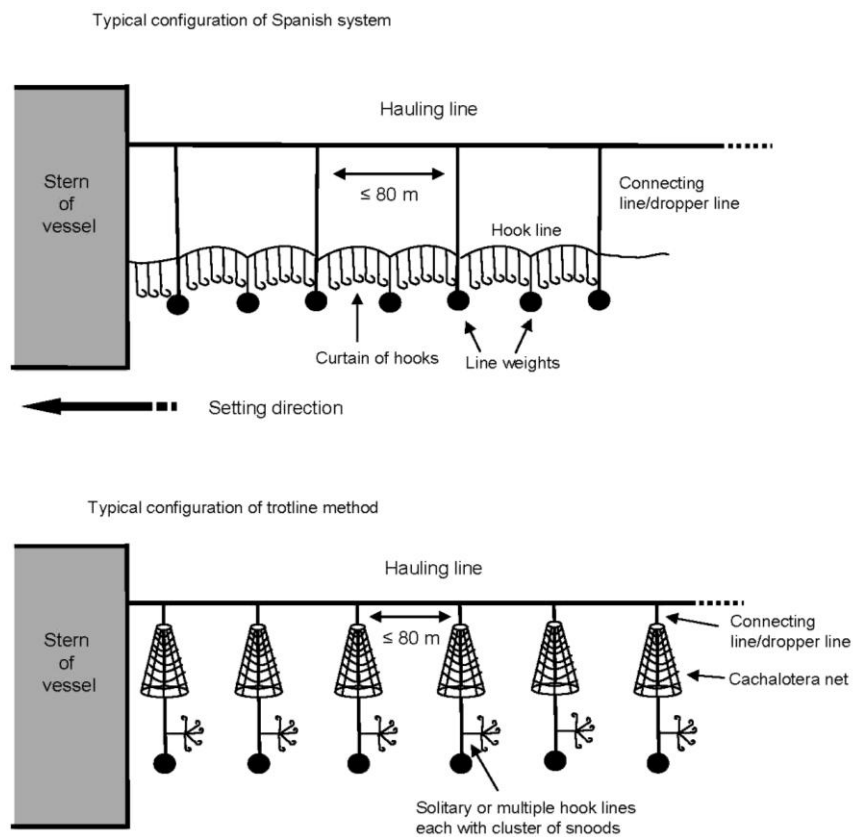 Typical configuration of Spanish system
Hauling line
Stern
of
vessel
≤ 80 m
Connecting
line/dropper line
Hook line
Curtain of hooks
Line weights
Setting direction
Typical configuration of trotline method
Hauling line
Stern
of
vessel
≤ 80 m
Connecting
line/dropper line
Cachalotera net
Solitary or multiple hook lines
each with cluster of snoods